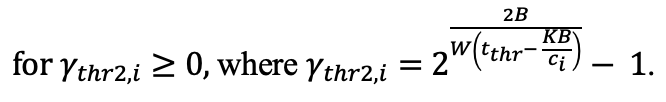 for γ_{thr2,i} ≥ 0, where γ_{thr2,i} = 2^{\frac{2B}{W\left(t_{thr} - \frac{KB}{c_i}\right)}} − 1.